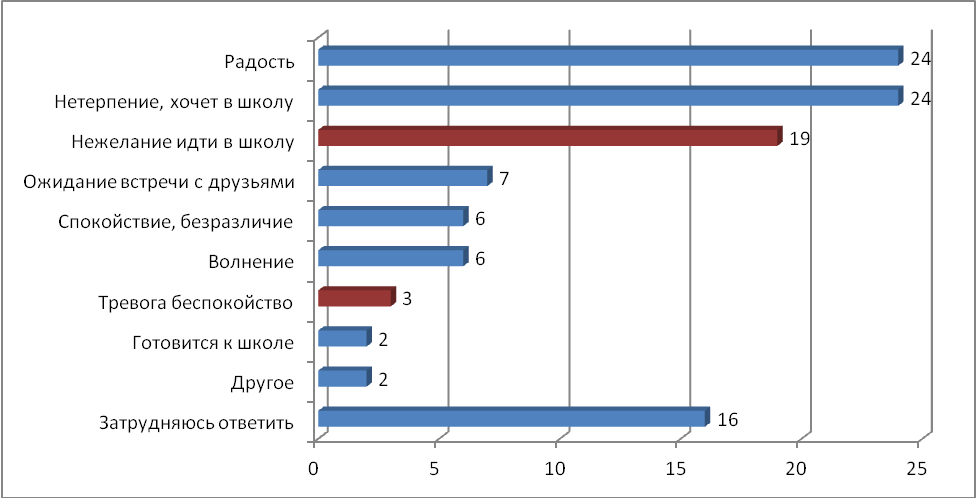 Радость 24
Нетерпение, хочет в школу 24
Нежелание идти в школу 19
Ожидание встречи с друзьями 7
Спокойствие, безразличие 6
Волнение 6
Тревога беспокойство 3
Готовится к школе 2
Другое 2
Затрудняюсь ответить 16
0 5 10 15 20 25